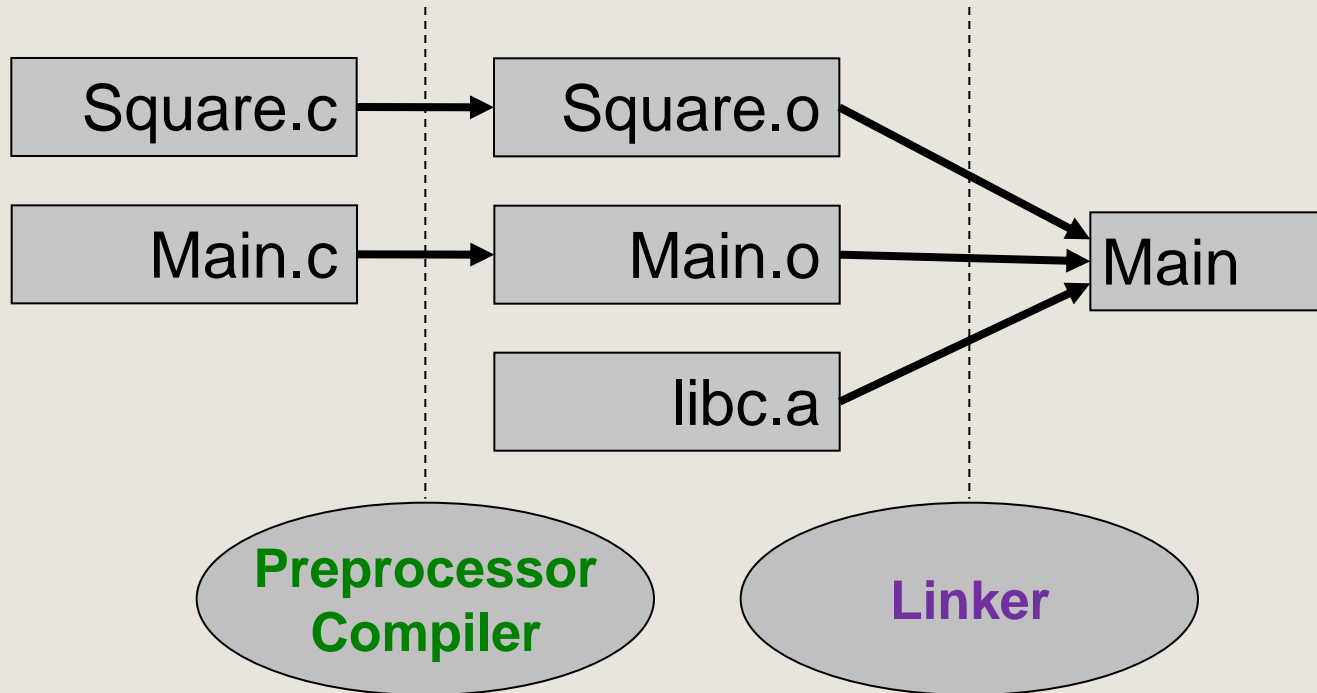 Square.c
Square.o
Main.c
Main.o
Main
libc.a
Preprocessor
Compiler
Linker